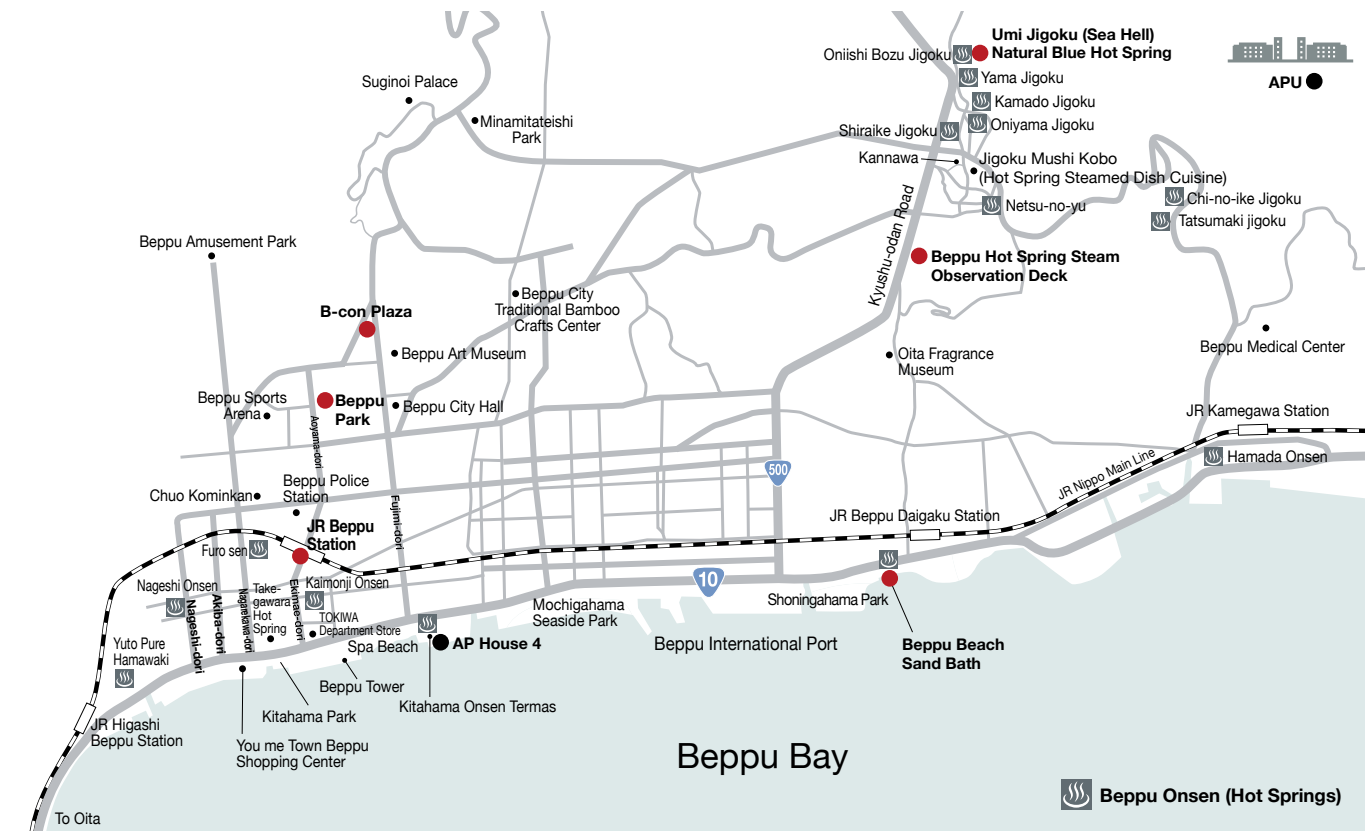 Umi Jigoku (Sea Hell)
Natural Blue Hot Spring
Oniishi Bozu Jigoku
Yama Jigoku
APU
Suginoi Palace
Kamado Jigoku
Minamitateishi
Park
Oniyama Jigoku
Shiraike Jigoku
Kannawa
Jigoku Mushi Kobo
(Hot Spring Steamed Dish Cuisine)
Chi-no-ike Jigoku
Netsu-no-yu
Tatsumaki jigoku
Kyushu-odan Road
Beppu Amusement Park
Beppu Hot Spring Steam
Observation Deck
Beppu City
Traditional Bamboo
Crafts Center
B-con Plaza
Beppu Art Museum
Oita Fragrance
Museum
Beppu Medical Center
Beppu Sports
Arena
Beppu
Park
Beppu City Hall
Aoyama-dori
JR Kamegawa Station
Hamada Onsen
JR Nippo Main Line
500
Beppu Police
Station
Chuo Kominkan
Fujimi-dori
JR Beppu Daigaku Station
JR Beppu
Station
Furo sen
Nageshi Onsen
Take-
gawara
Hot
Spring
Kaimonji Onsen
10
Nageshi-dori
Akiba-dori
Nagarekawa-dori
Ekimae-dori
TOKIWA
Department Store
Mochigahama
Seaside Park
Shoningahama Park
Yuto Pure
Hamawaki
Spa Beach
AP House 4
Beppu International Port
Beppu Beach
Sand Bath
Beppu Tower
Kitahama Onsen Termas
Kitahama Park
JR Higashi
Beppu Station
You me Town Beppu
Shopping Center
Beppu Bay
Beppu Onsen (Hot Springs)
To Oita